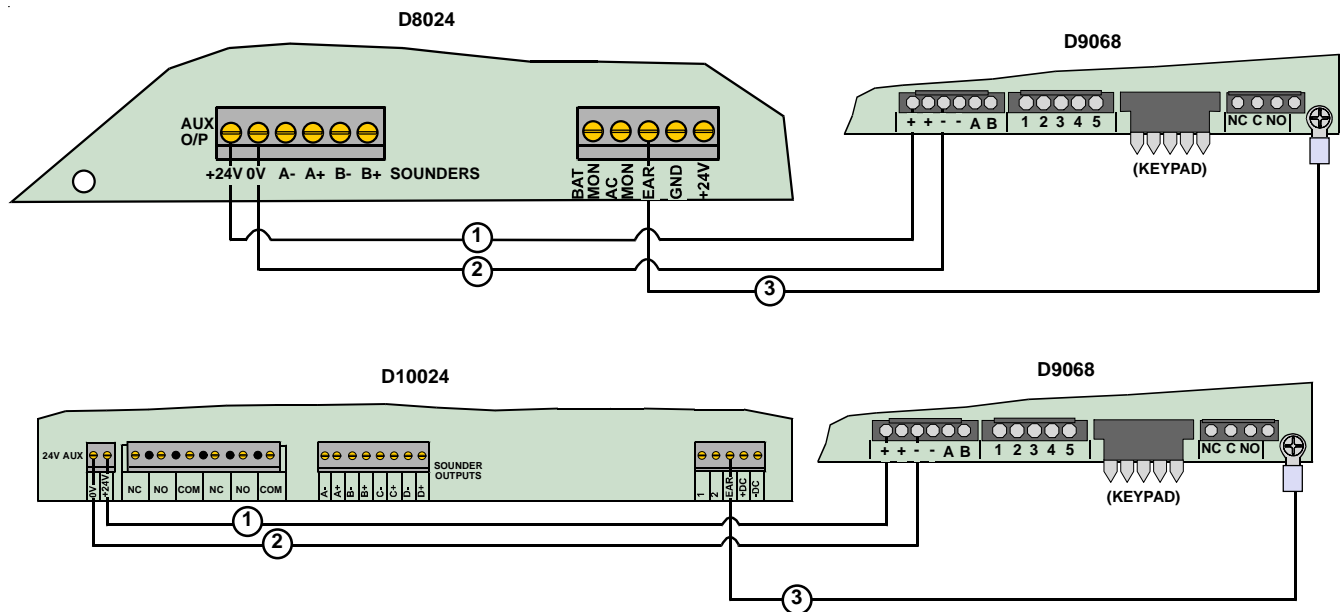 D8024
D9068
AUX
O/P
+24V 0V A- A+ B- B+ SOUNDERS
BAT
MON
AC
MON
EAR
GND
+24V
+ + - - A B
1 2 3 4 5
(KEYPAD)
NC C NO
1
2
3
D10024
D9068
24V AUX
0V
+24V
NC NO COM NC NO COM
A-
A+
B-
B+
C-
C+
D-
D+
SOUNDER
OUTPUTS
1
2
EAR
+DC
-DC
+ + - - A B
1 2 3 4 5
(KEYPAD)
NC C NO
1
2
3